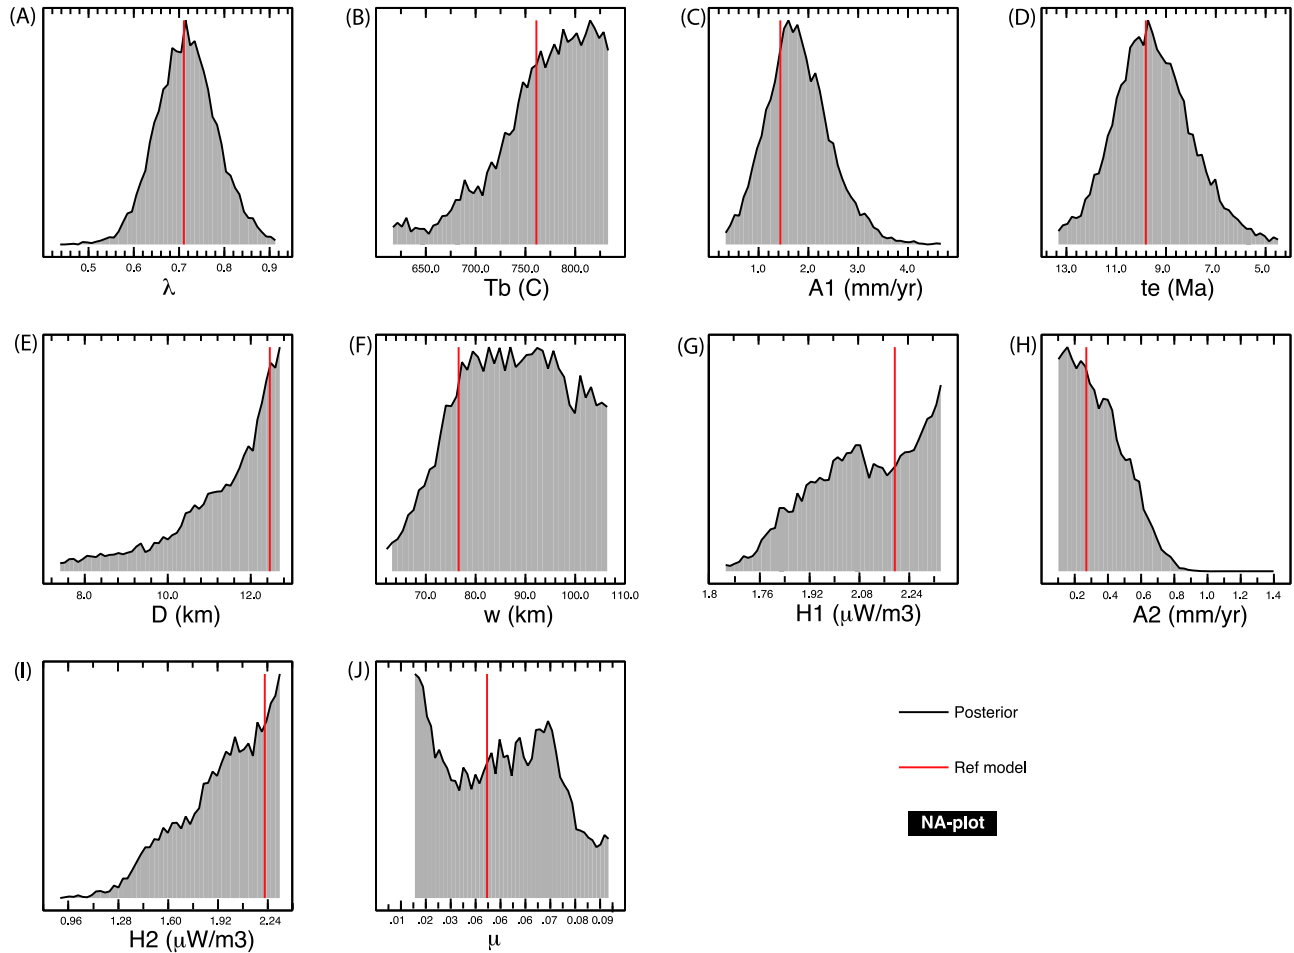 (A) (B) (C) (D)
0.5 0.6 0.7 0.8 0.9
λ
650.0 700.0 750.0 800.0
Tb (C)
1.0 2.0 3.0 4.0
A1 (mm/yr)
13.0 11.0 9.0 7.0 5.0
te (Ma)
(E) (F) (G) (H)
8.0 10.0 12.0
D (km)
70.0 80.0 90.0 100.0 110.0
w (km)
1.8 1.76 1.92 2.08 2.24
H1 (μW/m3)
0.2 0.4 0.6 0.8 1.0 1.2 1.4
A2 (mm/yr)
(I) (J)
0.96 1.28 1.60 1.92 2.24
H2 (μW/m3)
.01 .02 .03 .06 .06 .07 0.08 0.09
μ
Posterior
Ref model
NA-plot